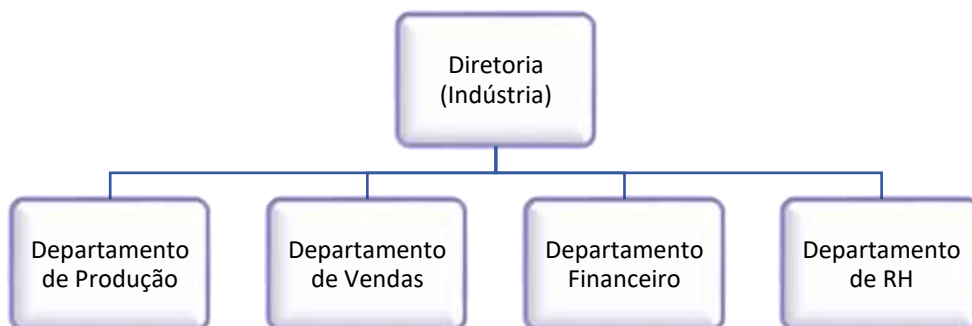 Diretoria
(Indústria)
Departamento
de Produção
Departamento
de Vendas
Departamento
Financeiro
Departamento
de RH